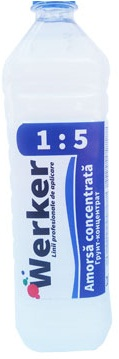 1 : 5
Werker
Linii profesionale de aplicare
Amorsă concentrată
Грунт-концентрат